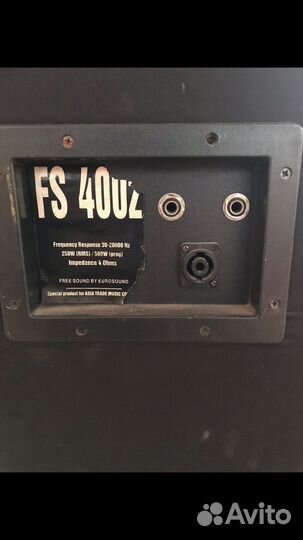 FS 4002
Frequency Response 30-20000 Hz
250W (RMS) / 500W (prog)
Impedance 4 Ohms
FREE SOUND BY EUROSOUND
Special product for ASIA TRADE MUSIC CO
Avito